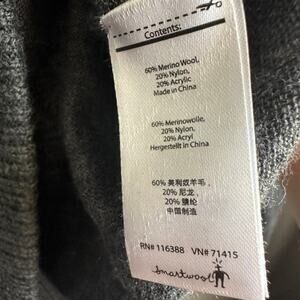 Contents:
60% Merino Wool,
20% Nylon,
20% Acrylic
Made in China
60% Merinowolle,
20% Nylon,
20% Acryl
Hergestellt in China
60% 美利奴羊毛,
20% 尼龙,
20% 腈纶
中国制造
RN# 116388 VN# 71415
Smartwool